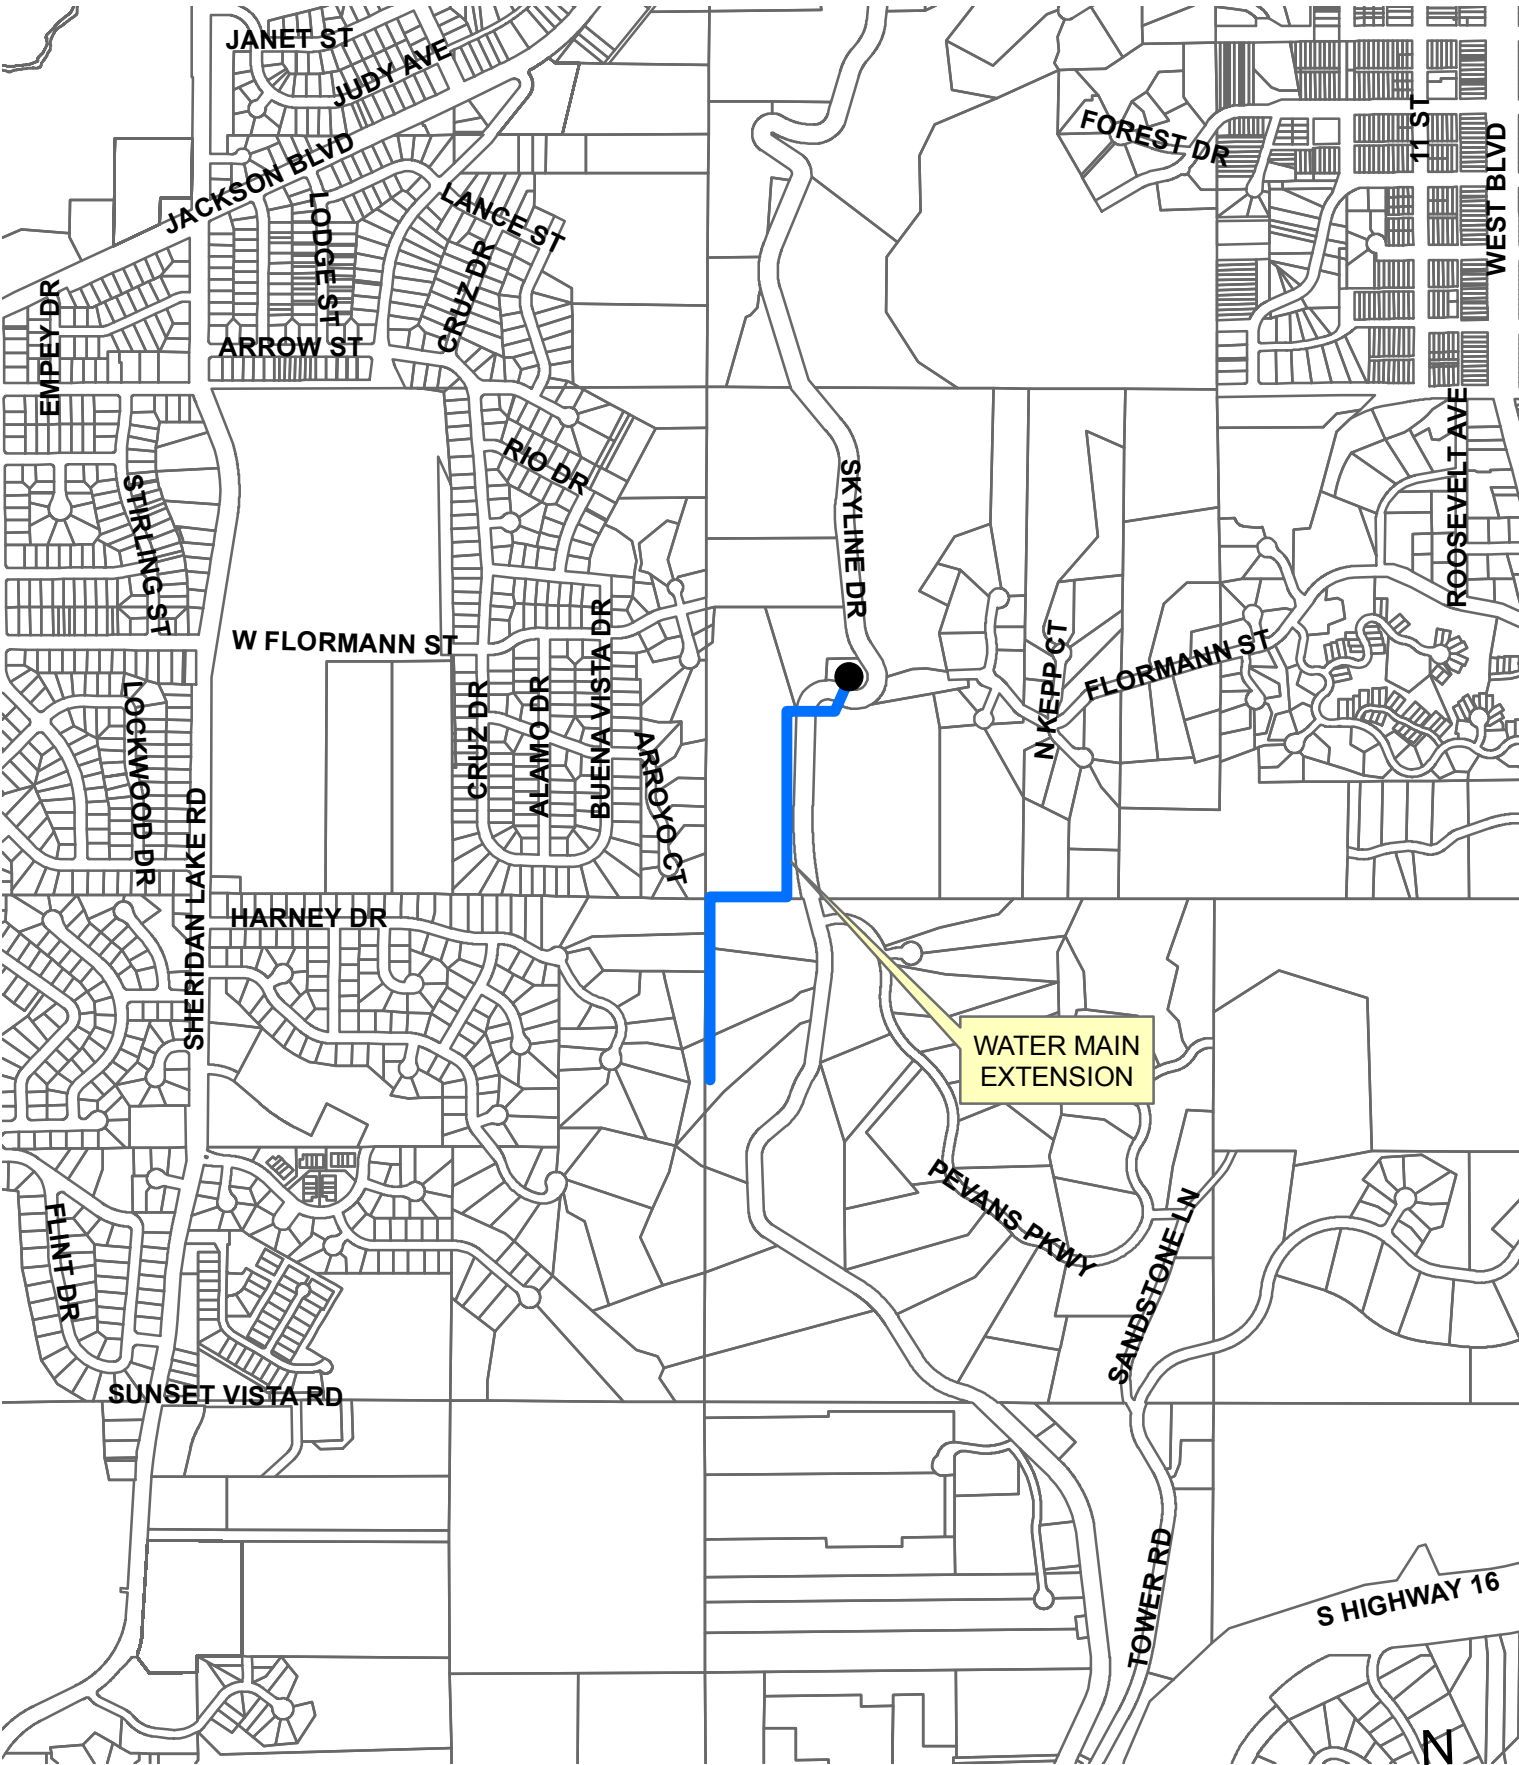 JANET ST
JUDY AVE
JACKSON BLVD
FOREST DR
11 ST
WEST BLVD
LANCE ST
LODGE ST
CRUZ DR
EMPEY DR
ARROW ST
RIO DR
SKYLINE DR
ROOSEVELT AVE
STIRLING ST
W FLORMANN ST
BUENA VISTA DR
N KEPP CT
FLORMANN ST
LOCKWOOD DR
CRUZ DR
ALAMO DR
ARROYO CT
SHERIDAN LAKE RD
HARNEY DR
WATER MAIN
EXTENSION
PEVANS PKWY
SANDSTONE LN
FLINT DR
SUNSET VISTA RD
TOWER RD
S HIGHWAY 16
N